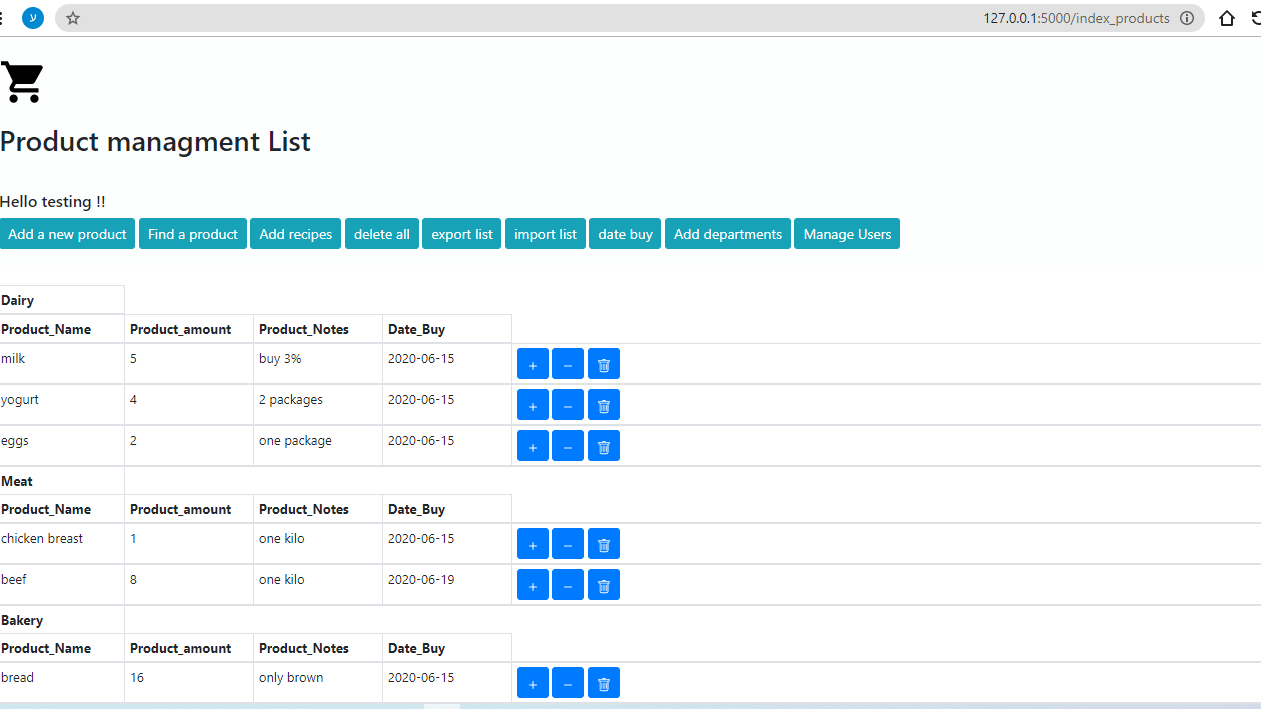 ע 127.0.0.1:5000/index_products
Product managment List
Hello testing !!
Add a new product Find a product Add recipes delete all export list import list date buy Add departments Manage Users
Dairy
Product_Name Product_amount Product_Notes Date_Buy
milk 5 buy 3% 2020-06-15 + −
yogurt 4 2 packages 2020-06-15 + −
eggs 2 one package 2020-06-15 + −
Meat
Product_Name Product_amount Product_Notes Date_Buy
chicken breast 1 one kilo 2020-06-15 + −
beef 8 one kilo 2020-06-19 + −
Bakery
Product_Name Product_amount Product_Notes Date_Buy
bread 16 only brown 2020-06-15 + −